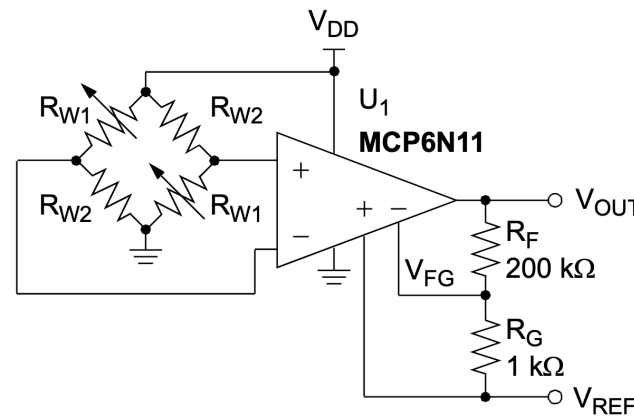 V_DD
R_W1
R_W2
U_1
MCP6N11
R_W2
R_W1
+
−
+ −
V_OUT
R_F
200 kΩ
V_FG
R_G
1 kΩ
V_REF